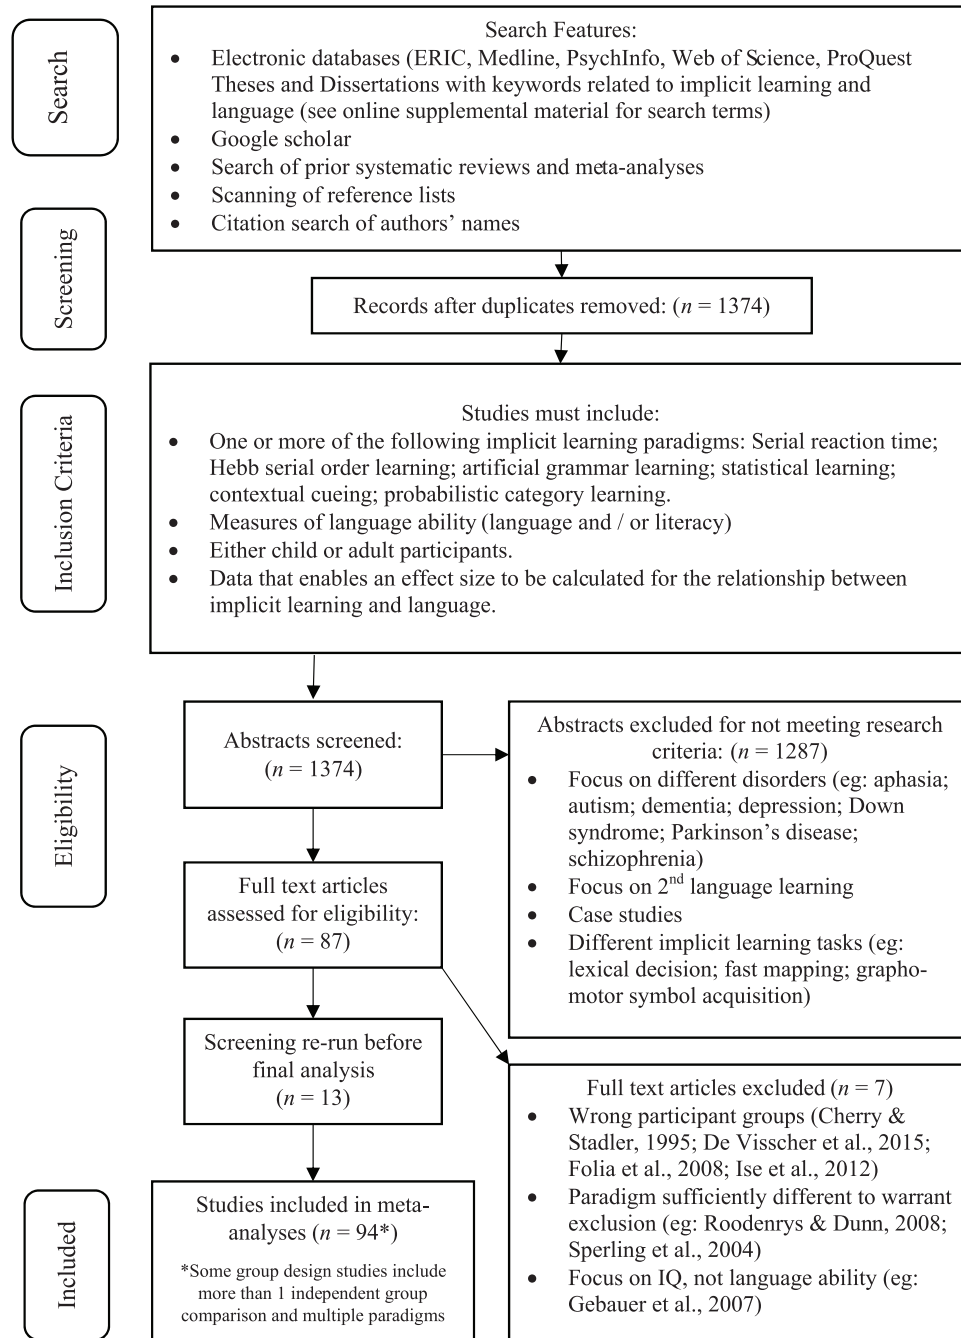 Search
Search Features:
• Electronic databases (ERIC, Medline, PsychInfo, Web of Science, ProQuest
Theses and Dissertations with keywords related to implicit learning and
language (see online supplemental material for search terms)
• Google scholar
• Search of prior systematic reviews and meta-analyses
• Scanning of reference lists
• Citation search of authors’ names
Screening
Records after duplicates removed: (n = 1374)
Inclusion Criteria
Studies must include:
• One or more of the following implicit learning paradigms: Serial reaction time;
Hebb serial order learning; artificial grammar learning; statistical learning;
contextual cueing; probabilistic category learning.
• Measures of language ability (language and / or literacy)
• Either child or adult participants.
• Data that enables an effect size to be calculated for the relationship between
implicit learning and language.
Eligibility
Abstracts screened:
(n = 1374)
Abstracts excluded for not meeting research
criteria: (n = 1287)
• Focus on different disorders (eg: aphasia;
autism; dementia; depression; Down
syndrome; Parkinson’s disease;
schizophrenia)
• Focus on 2nd language learning
• Case studies
• Different implicit learning tasks (eg:
lexical decision; fast mapping; grapho-
motor symbol acquisition)
Full text articles
assessed for eligibility:
(n = 87)
Screening re-run before
final analysis
(n = 13)
Full text articles excluded (n = 7)
• Wrong participant groups (Cherry &
Stadler, 1995; De Visscher et al., 2015;
Folia et al., 2008; Ise et al., 2012)
• Paradigm sufficiently different to warrant
exclusion (eg: Roodenrys & Dunn, 2008;
Sperling et al., 2004)
• Focus on IQ, not language ability (eg:
Gebauer et al., 2007)
Included
Studies included in meta-
analyses (n = 94*)
*Some group design studies include
more than 1 independent group
comparison and multiple paradigms